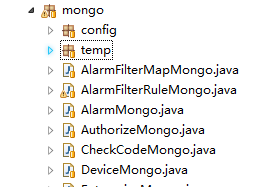 mongo
config
temp
AlarmFilterMapMongo.java
AlarmFilterRuleMongo.java
AlarmMongo.java
AuthorizeMongo.java
CheckCodeMongo.java
DeviceMongo.java